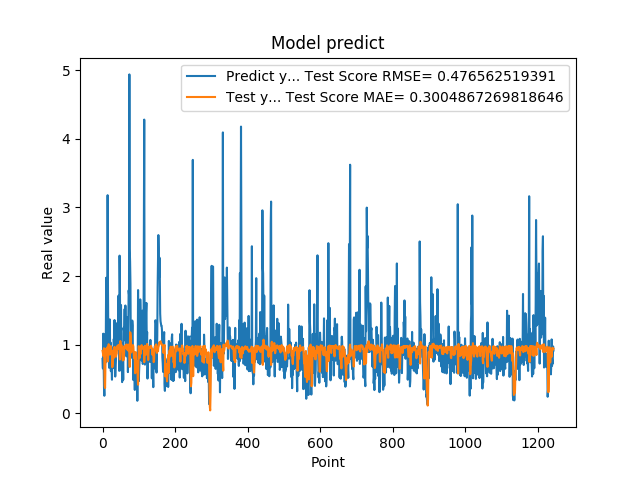 Model predict
Predict y... Test Score RMSE= 0.476562519391
Test y... Test Score MAE= 0.3004867269818646
Real value
5
4
3
2
1
0
0 200 400 600 800 1000 1200
Point